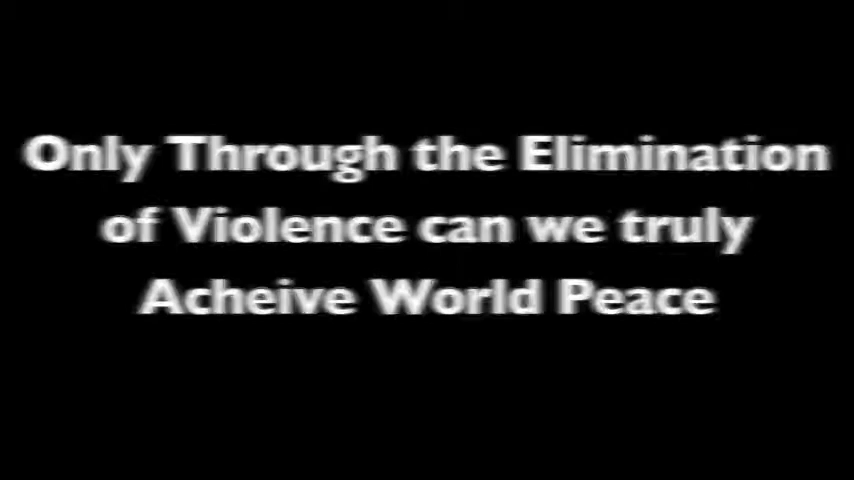 Only Through the Elimination
of Violence can we truly
Acheive World Peace